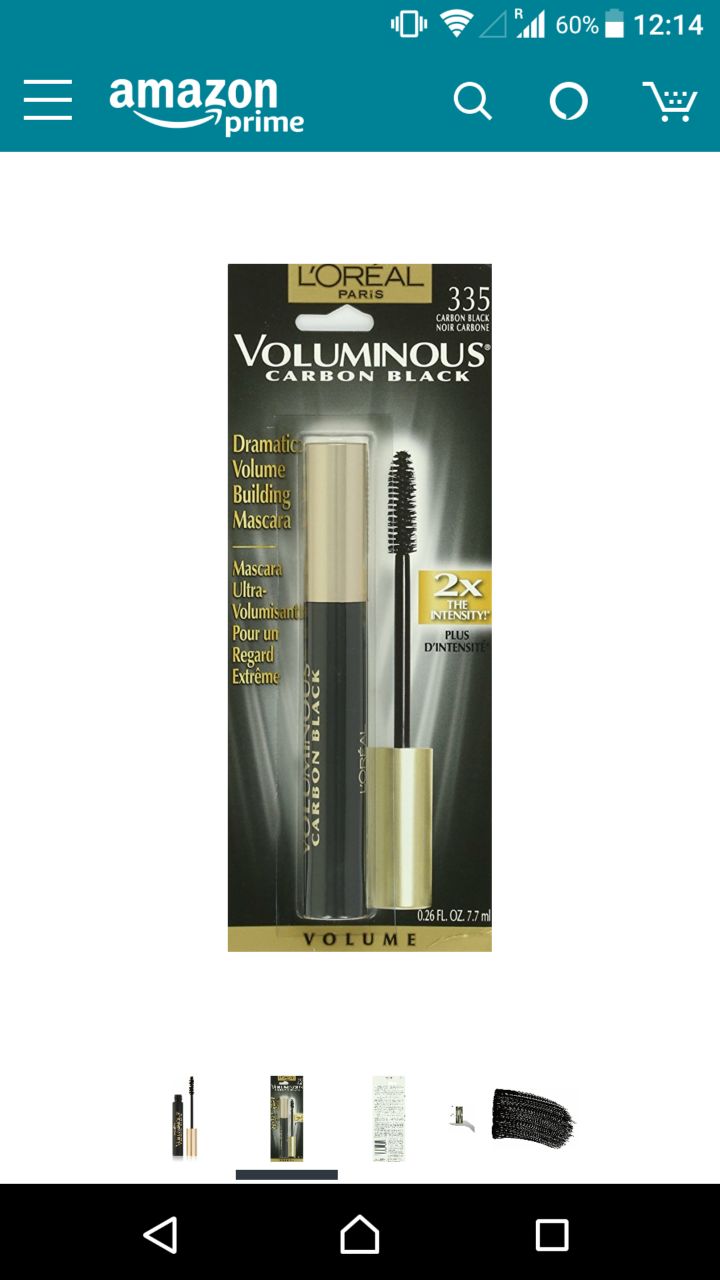 R 60% 12:14
amazon
prime
L'ORÉAL
PARIS
335
CARBON BLACK
NOIR CARBONE
VOLUMINOUS®
CARBON BLACK
Dramatic
Volume
Building
Mascara
Mascara
Ultra-
Volumisant
Pour un
Regard
Extrême
2x
THE
INTENSITY!*
PLUS
D'INTENSITÉ*
VOLUMINOUS
CARBON BLACK
L'ORÉAL
0.26 FL. OZ. 7.7 ml
VOLUME